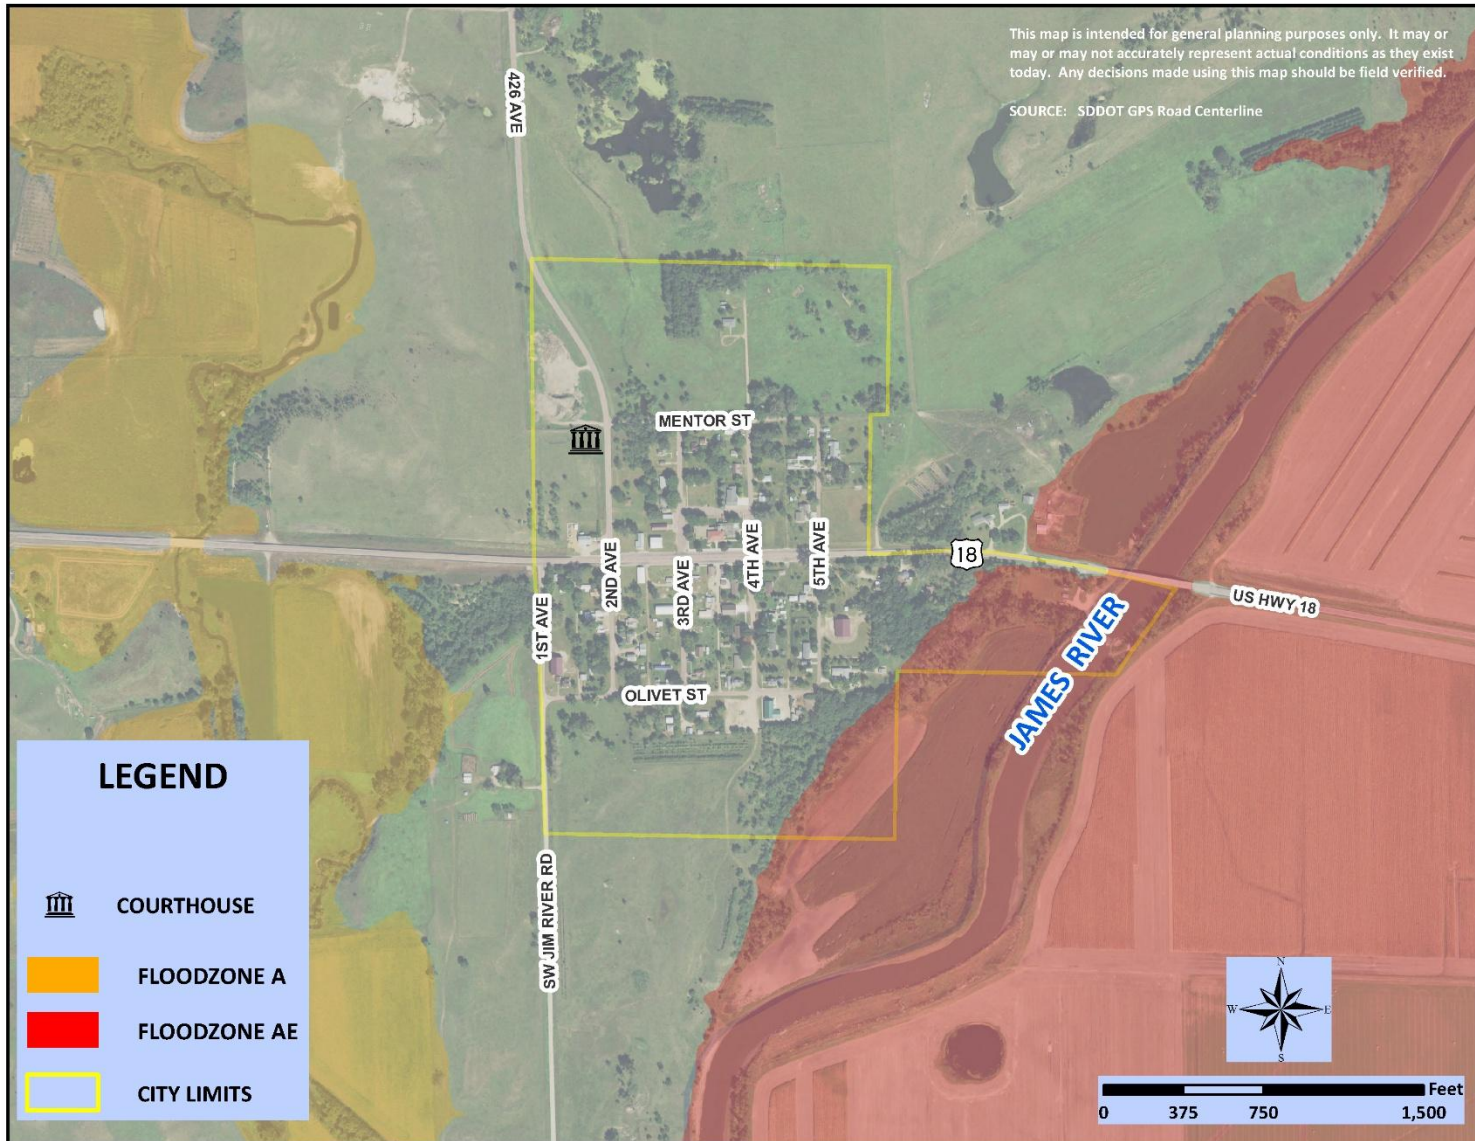 This map is intended for general planning purposes only. It may or
may or may not accurately represent actual conditions as they exist
today. Any decisions made using this map should be field verified.
SOURCE: SDDOT GPS Road Centerline
426 AVE
MENTOR ST
2ND AVE
3RD AVE
4TH AVE
5TH AVE
18
US HWY 18
1ST AVE
OLIVET ST
JAMES RIVER
SW JIM RIVER RD
LEGEND
COURTHOUSE
FLOODZONE A
FLOODZONE AE
CITY LIMITS
N
W
E
S
Feet
0 375 750 1,500